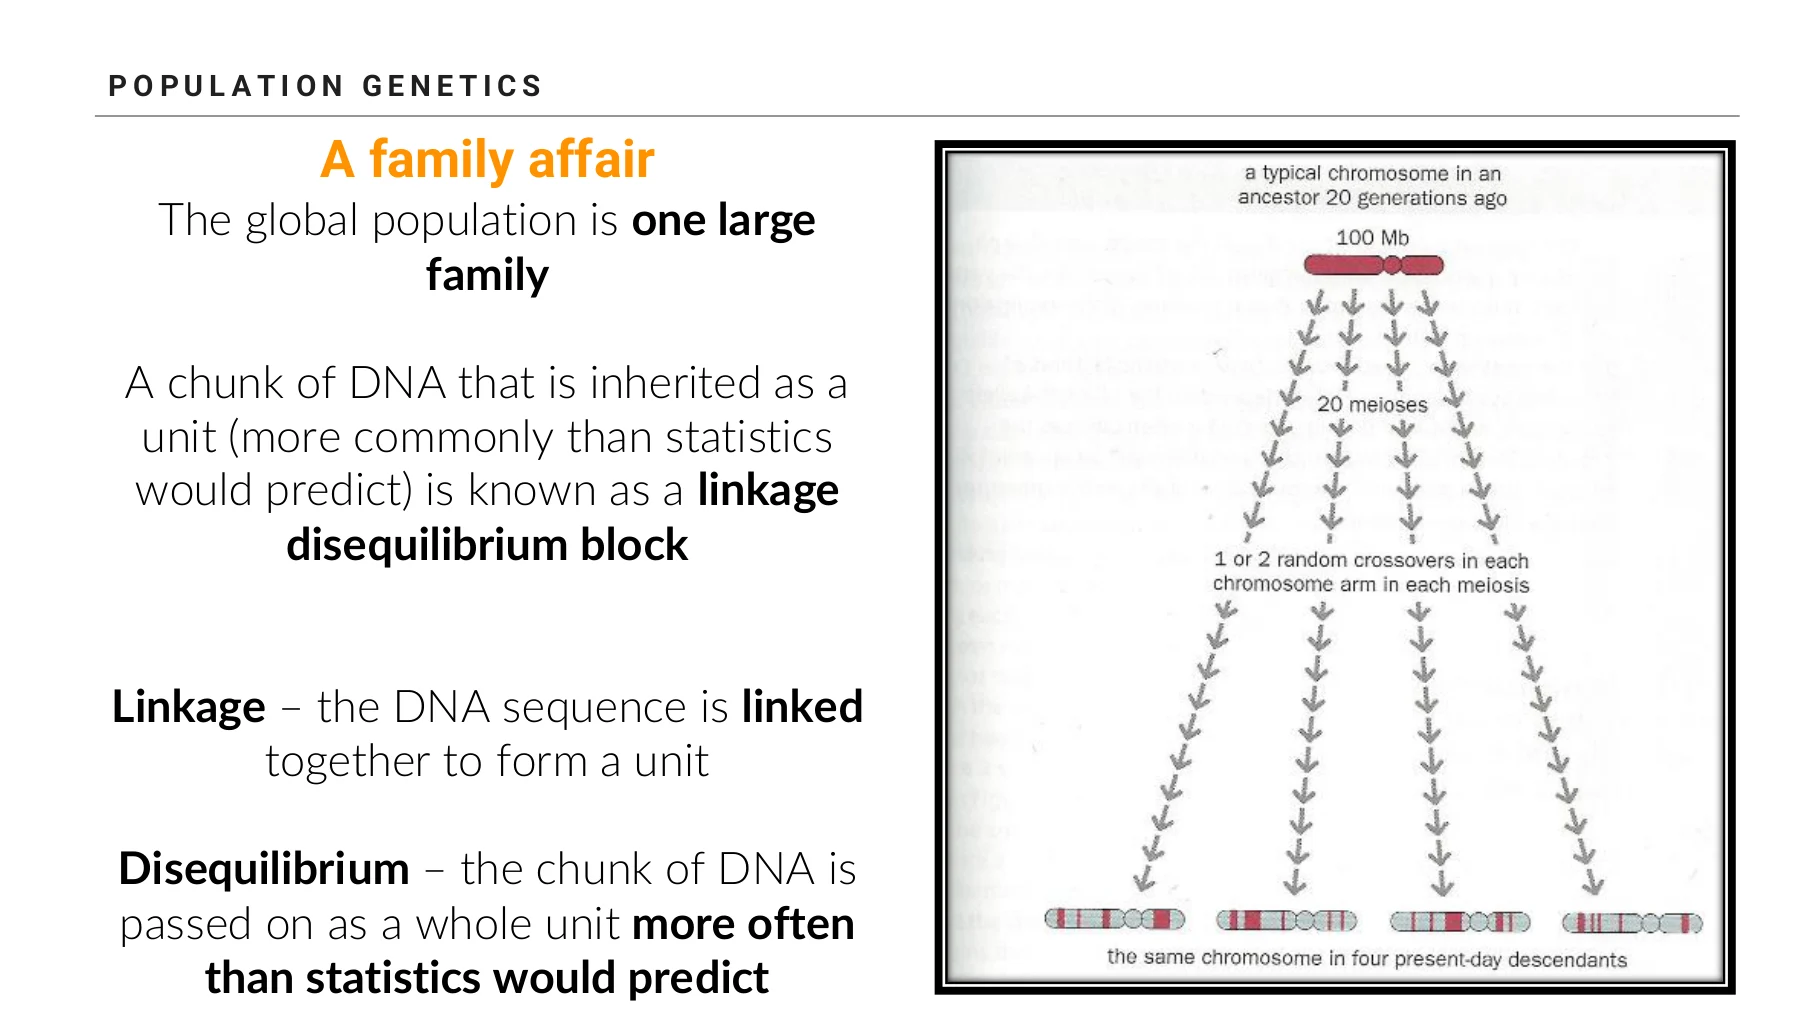 POPULATION GENETICS
A family affair
The global population is one large
family
A chunk of DNA that is inherited as a
unit (more commonly than statistics
would predict) is known as a linkage
disequilibrium block
Linkage – the DNA sequence is linked
together to form a unit
Disequilibrium – the chunk of DNA is
passed on as a whole unit more often
than statistics would predict
a typical chromosome in an
ancestor 20 generations ago
100 Mb
20 meioses
1 or 2 random crossovers in each
chromosome arm in each meiosis
the same chromosome in four present-day descendants